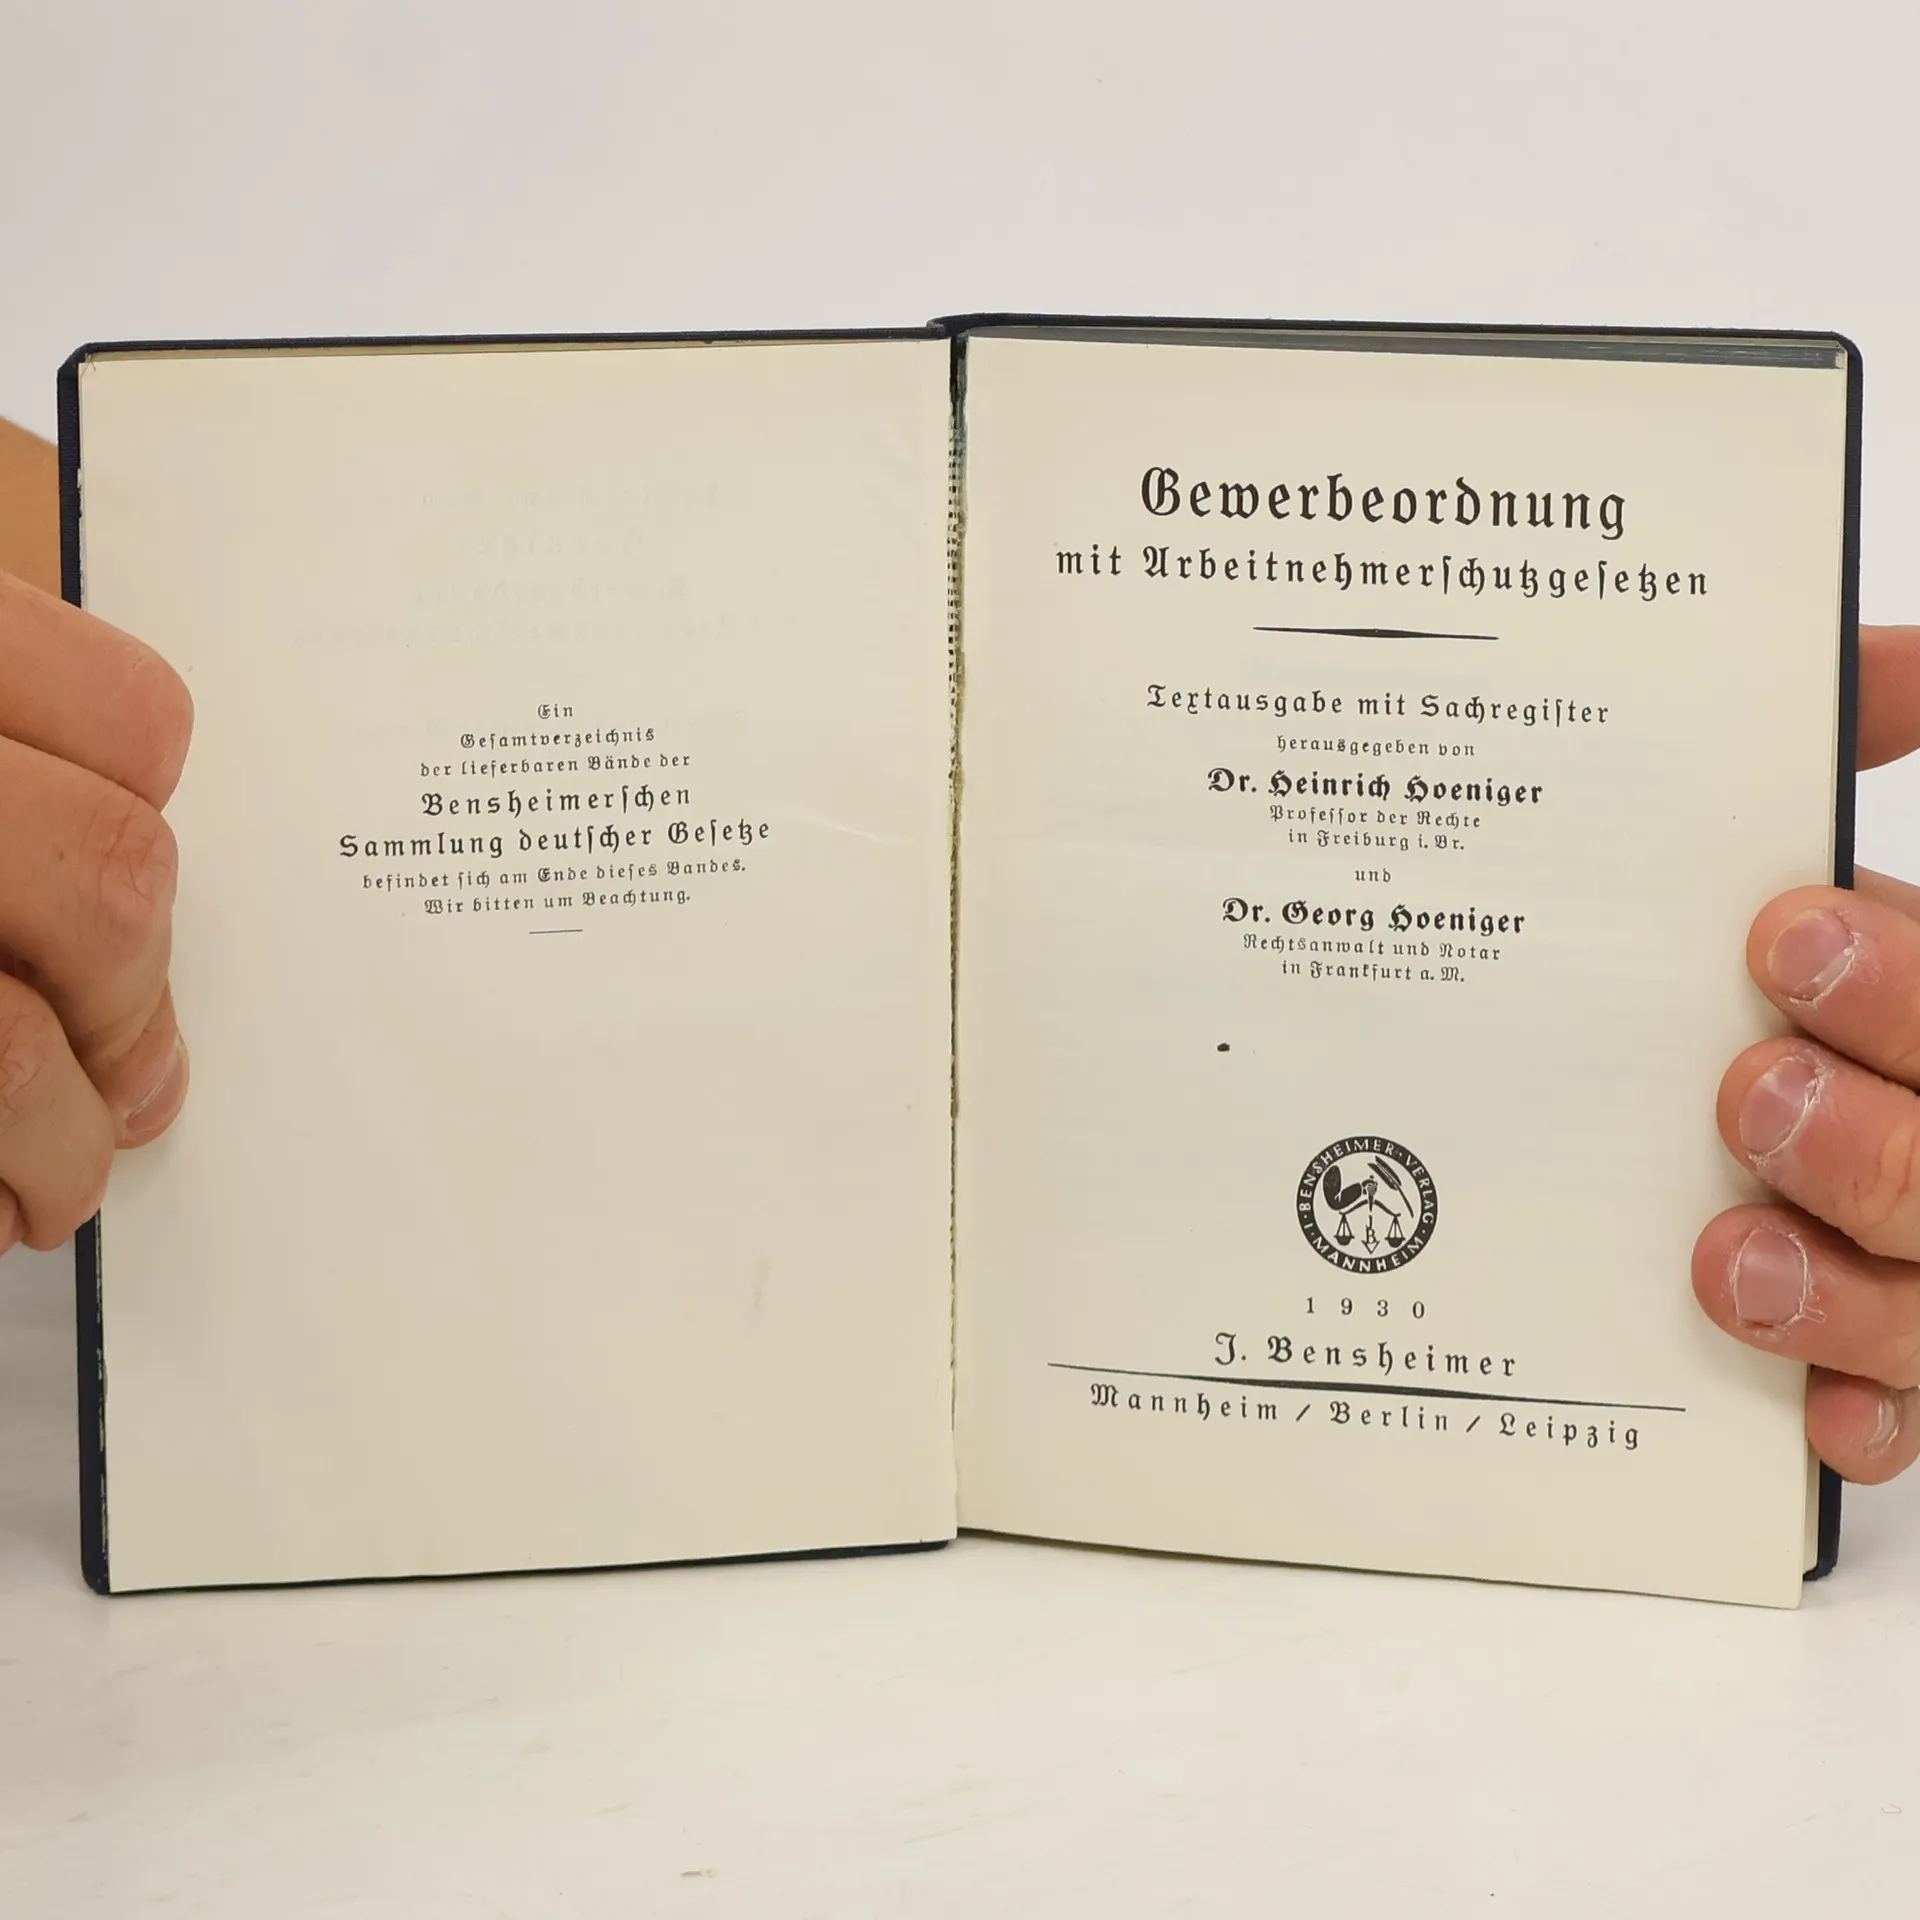 Ein
Geſamtverzeichnis
der lieferbaren Bände der
Bensheimerſchen
Sammlung deutſcher Geſetze
befindet ſich am Ende dieſes Bandes.
Wir bitten um Beachtung.
Gewerbeordnung
mit Arbeitnehmerſchutzgeſetzen
Textausgabe mit Sachregiſter
herausgegeben von
Dr. Heinrich Hoeniger
Profeſſor der Rechte
in Freiburg i. Br.
und
Dr. Georg Hoeniger
Rechtsanwalt und Notar
in Frankfurt a. M.
I · BENSHEIMER · VERLAG · MANNHEIM ·
JB
1930
J. Bensheimer
Mannheim / Berlin / Leipzig